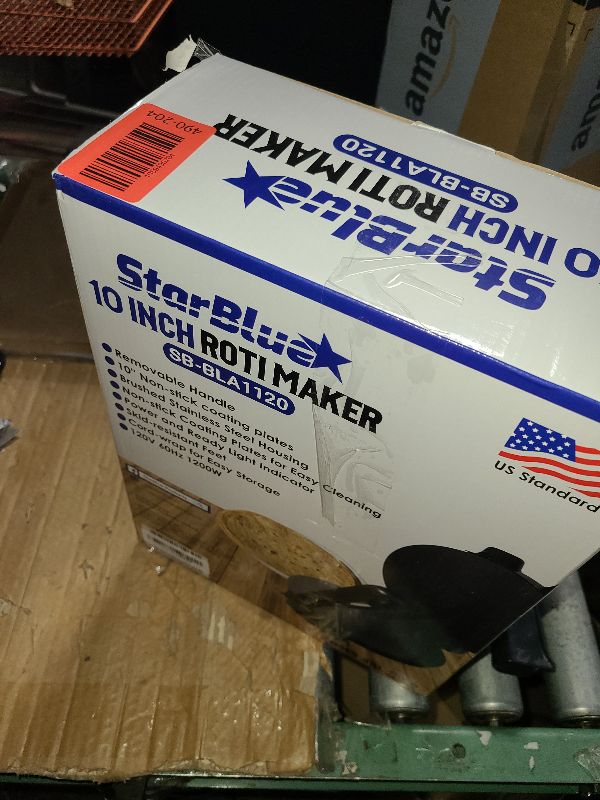 amazon
amazon
490-204
StarBlue
10 INCH ROTI MAKER
SB-BLA1120
StarBlue
10 INCH ROTI MAKER
SB-BLA1120
Removable Handle
10" Non-stick coating plates
Brushed Stainless Steel Housing
Non-stick Coating Plates for Easy Cleaning
Power and Ready Light Indicator
Skid-resistant Feet
Cord-wrap for Easy Storage
120V 60Hz 1200W
US Standard